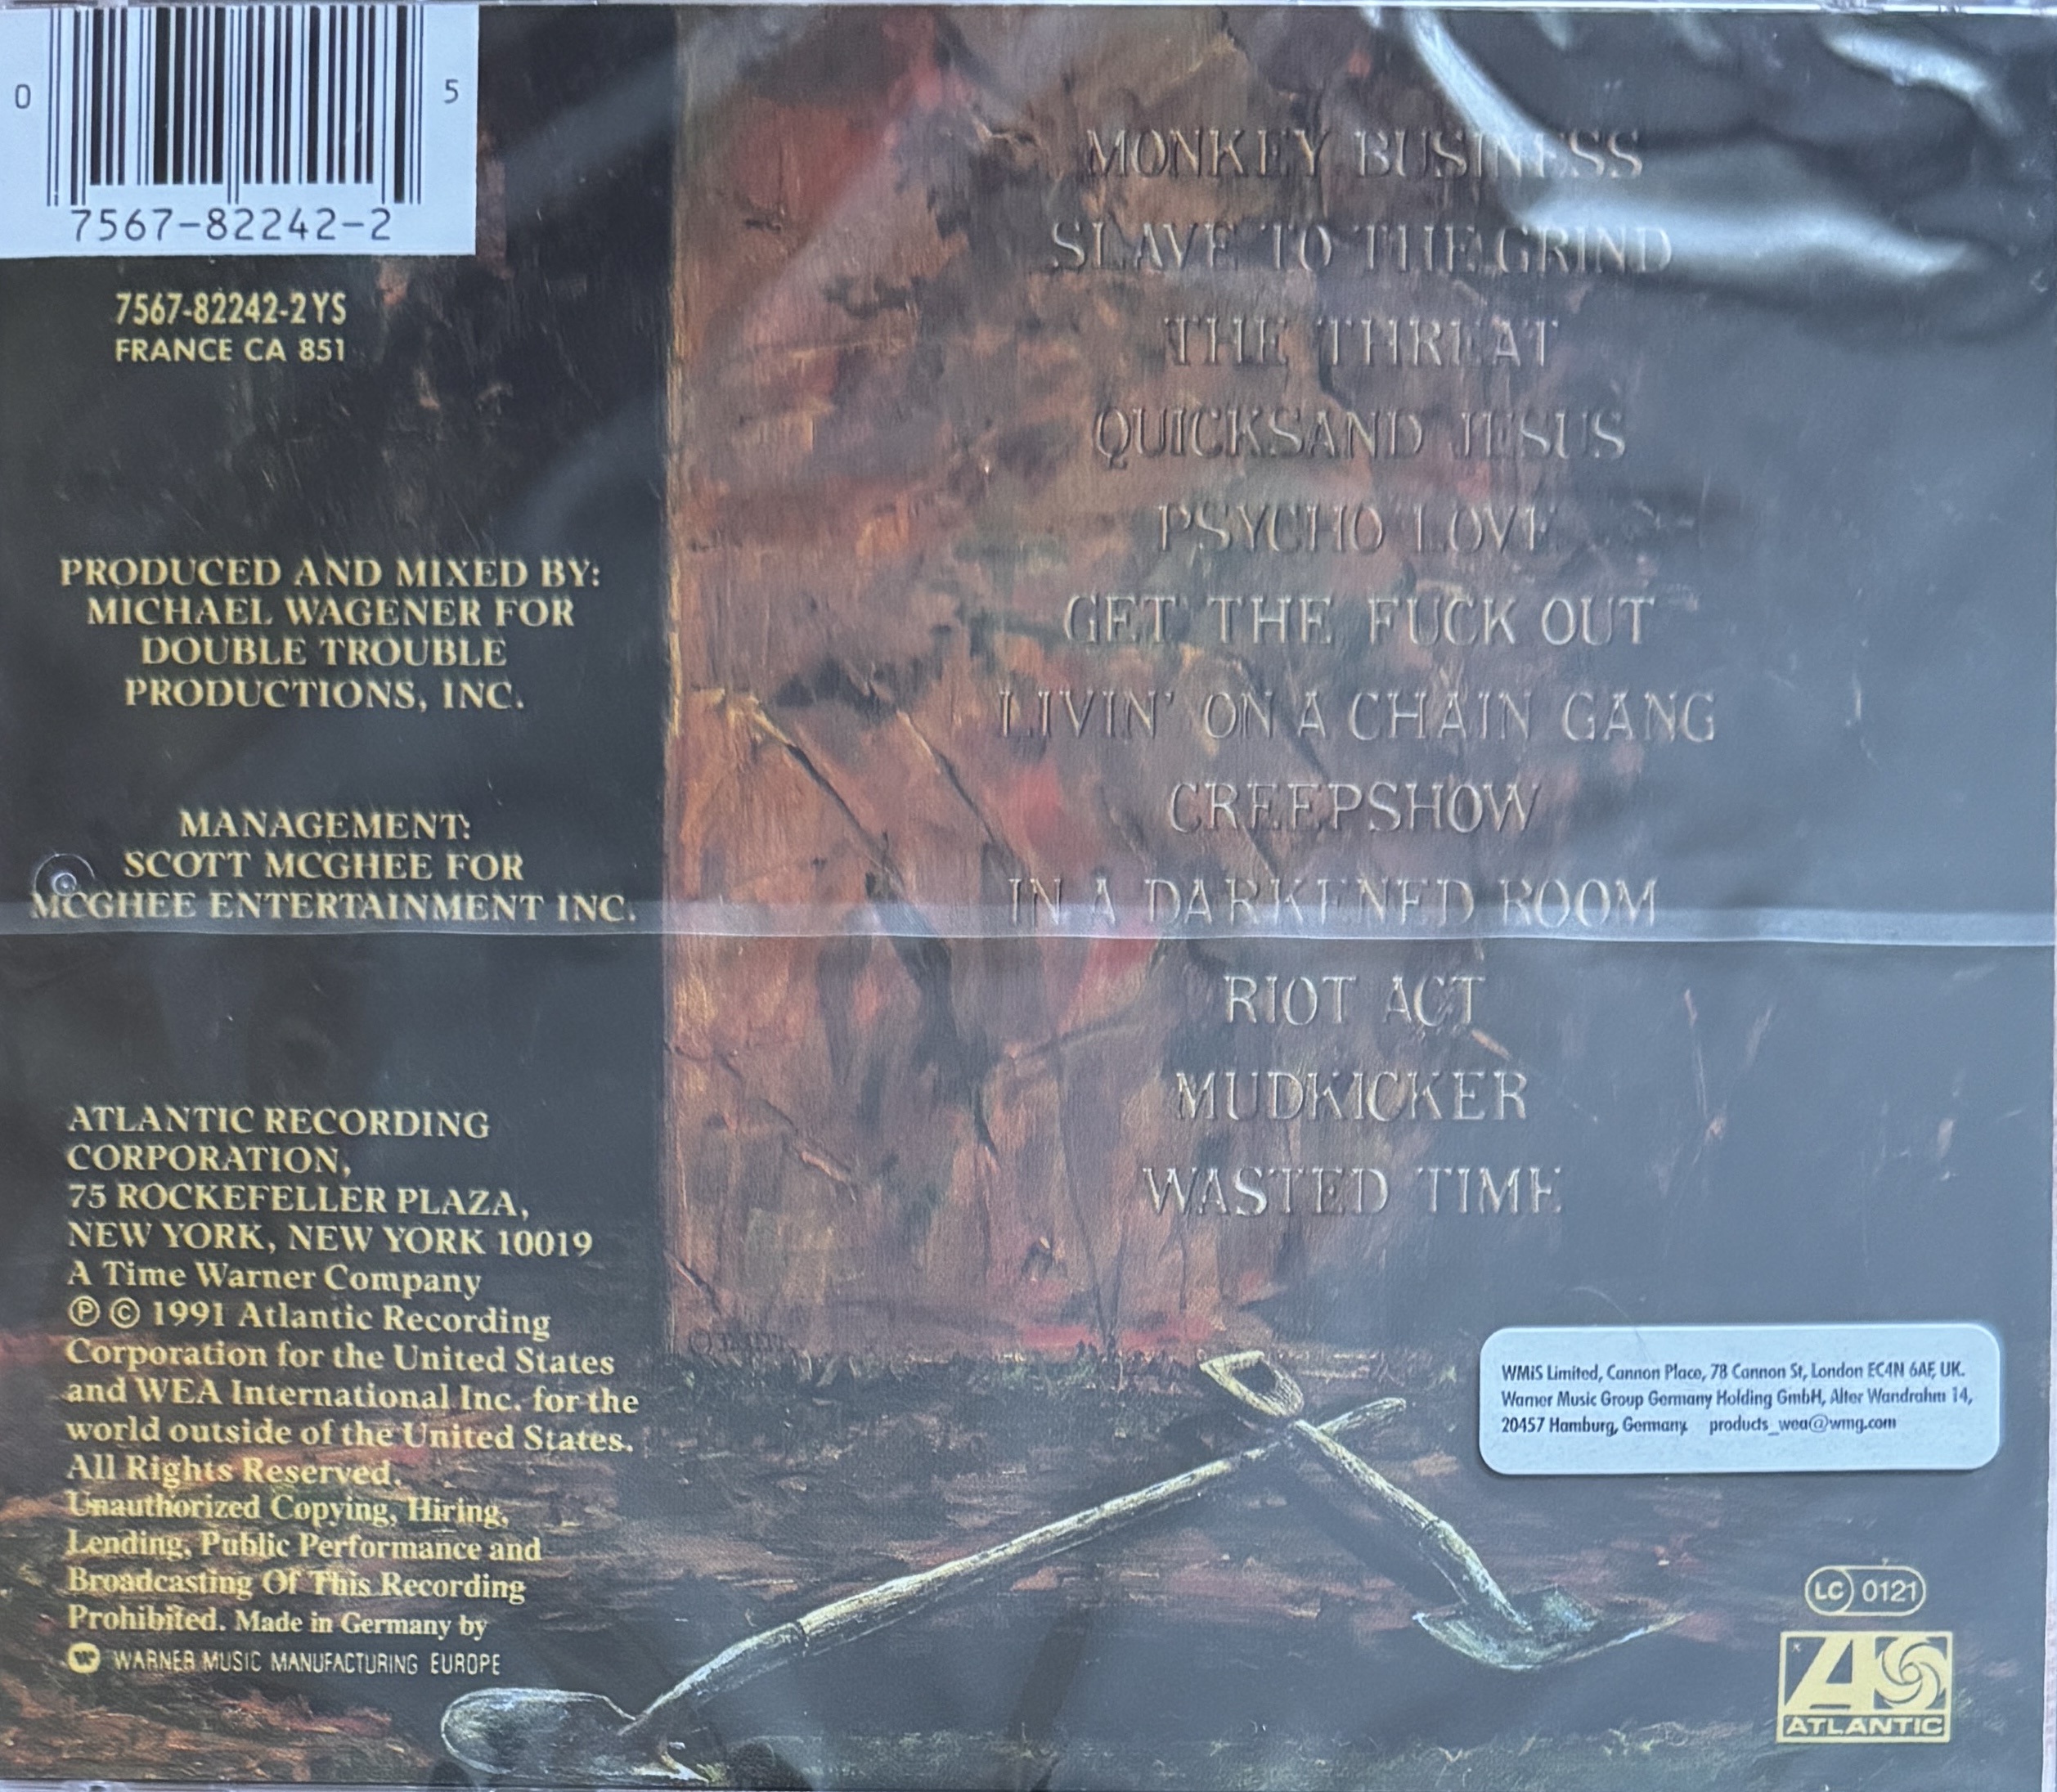 0 5
7567-82242-2
7567-82242-2 YS
FRANCE CA 851
PRODUCED AND MIXED BY:
MICHAEL WAGENER FOR
DOUBLE TROUBLE
PRODUCTIONS, INC.
MANAGEMENT:
SCOTT MCGHEE FOR
MCGHEE ENTERTAINMENT INC.
ATLANTIC RECORDING
CORPORATION,
75 ROCKEFELLER PLAZA,
NEW YORK, NEW YORK 10019
A Time Warner Company
℗ © 1991 Atlantic Recording
Corporation for the United States
and WEA International Inc. for the
world outside of the United States.
All Rights Reserved.
Unauthorized Copying, Hiring,
Lending, Public Performance and
Broadcasting Of This Recording
Prohibited. Made in Germany by
WARNER MUSIC MANUFACTURING EUROPE
MONKEY BUSINESS
SLAVE TO THE GRIND
THE THREAT
QUICKSAND JESUS
PSYCHO LOVE
GET THE FUCK OUT
LIVIN' ON A CHAIN GANG
CREEPSHOW
IN A DARKENED ROOM
RIOT ACT
MUDKICKER
WASTED TIME
WMiS Limited, Cannon Place, 78 Cannon St, London EC4N 6AF, UK.
Warner Music Group Germany Holding GmbH, Alter Wandrahm 14,
20457 Hamburg, Germany products_wea@wmg.com
LC 0121
ATLANTIC